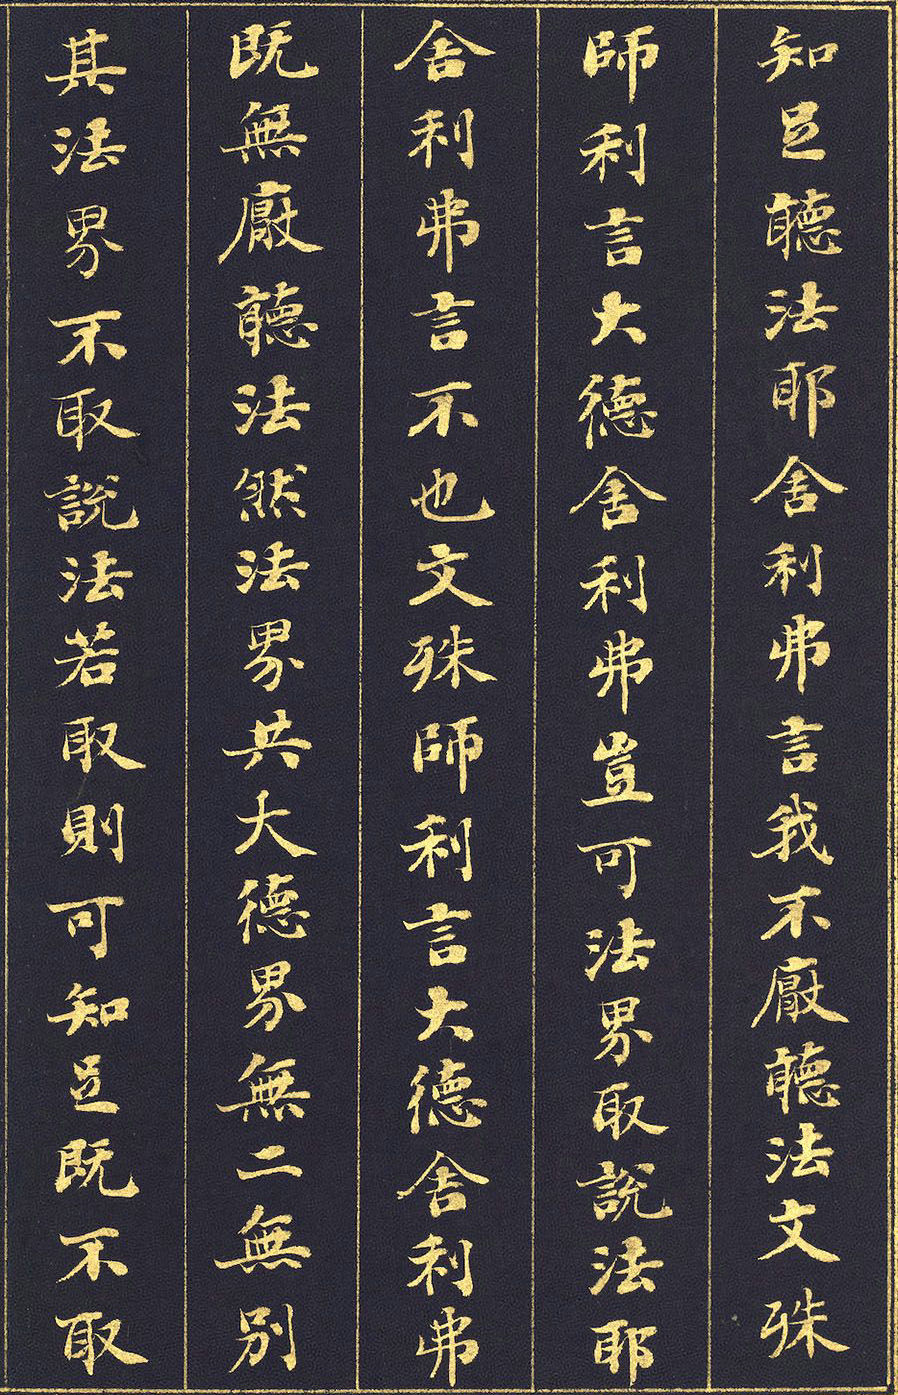 知足聽法耶舍利弗言我不厭聽法文殊
師利言大德舍利弗豈可法界取說法耶
舍利弗言不也文殊師利言大德舍利弗
既無厭聽法然法界共大德界無二無別
其法界不取說法若取則可知足既不取